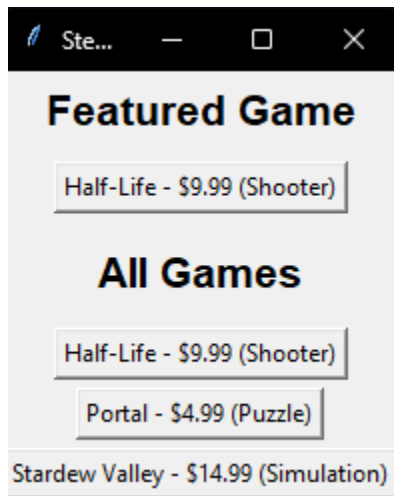 Ste...
Featured Game
Half-Life - $9.99 (Shooter)
All Games
Half-Life - $9.99 (Shooter)
Portal - $4.99 (Puzzle)
Stardew Valley - $14.99 (Simulation)